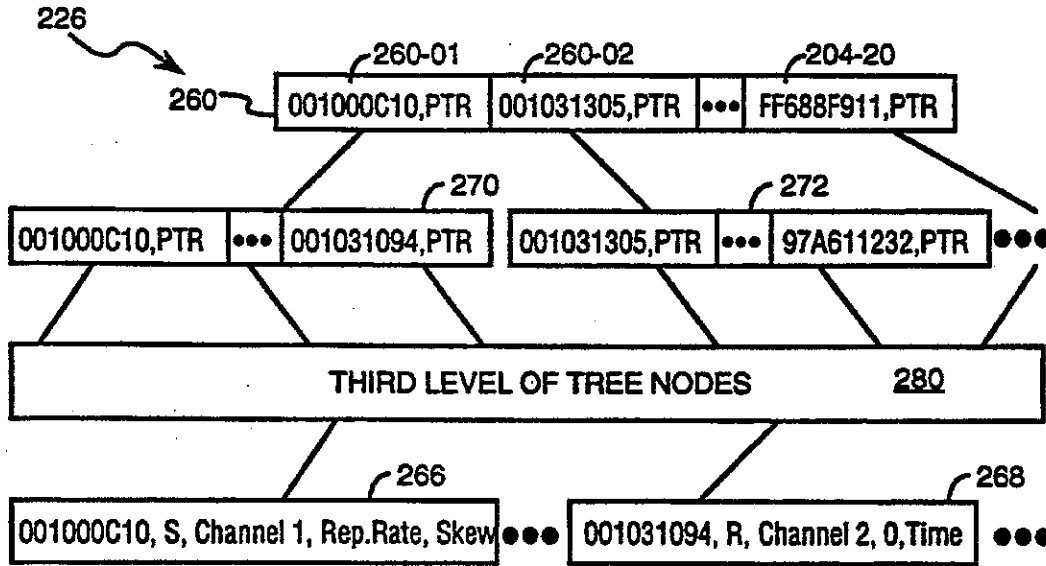 226
260-01 260-02 204-20
260 001000C10,PTR 001031305,PTR ••• FF688F911,PTR
270 272
001000C10,PTR ••• 001031094,PTR 001031305,PTR ••• 97A611232,PTR •••
THIRD LEVEL OF TREE NODES 280
266 268
001000C10, S, Channel 1, Rep.Rate, Skew ••• 001031094, R, Channel 2, 0,Time •••